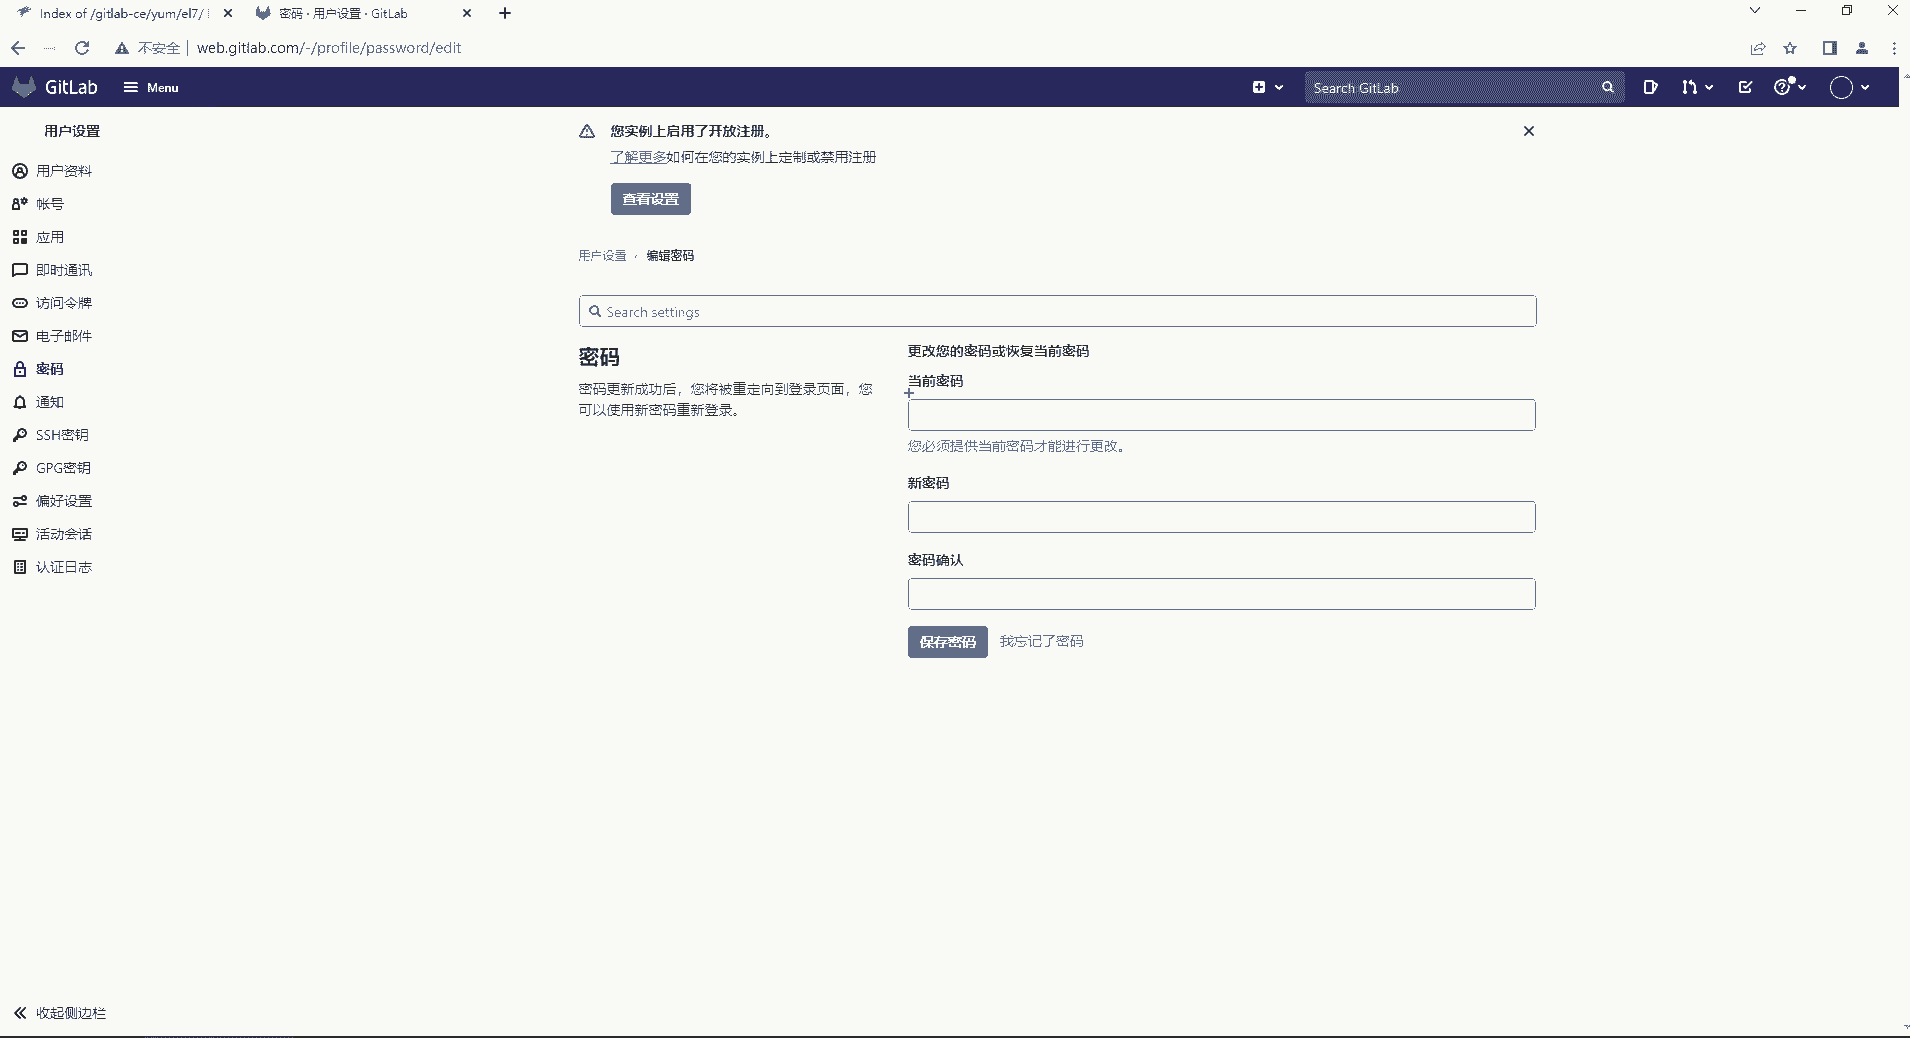 Index of /gitlab-ce/yum/el7/
密码 · 用户设置 · GitLab
不安全
web.gitlab.com/-/profile/password/edit
GitLab
Menu
Search GitLab
用户设置
用户资料
帐号
应用
即时通讯
访问令牌
电子邮件
密码
通知
SSH密钥
GPG密钥
偏好设置
活动会话
认证日志
收起侧边栏
您实例上启用了开放注册。
了解更多如何在您的实例上定制或禁用注册
查看设置
用户设置 › 编辑密码
Search settings
密码
密码更新成功后，您将被重定向到登录页面，您
可以使用新密码重新登录。
更改您的密码或恢复当前密码
当前密码
您必须提供当前密码才能进行更改。
新密码
密码确认
保存密码
我忘记了密码